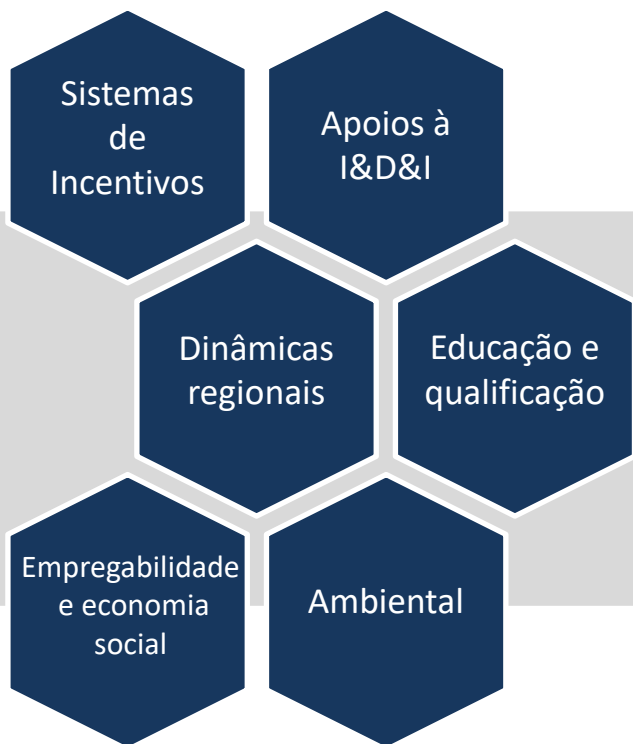 Sistemas
de
Incentivos
Apoios à
I&D&I
Dinâmicas
regionais
Educação e
qualificação
Empregabilidade
e economia
social
Ambiental